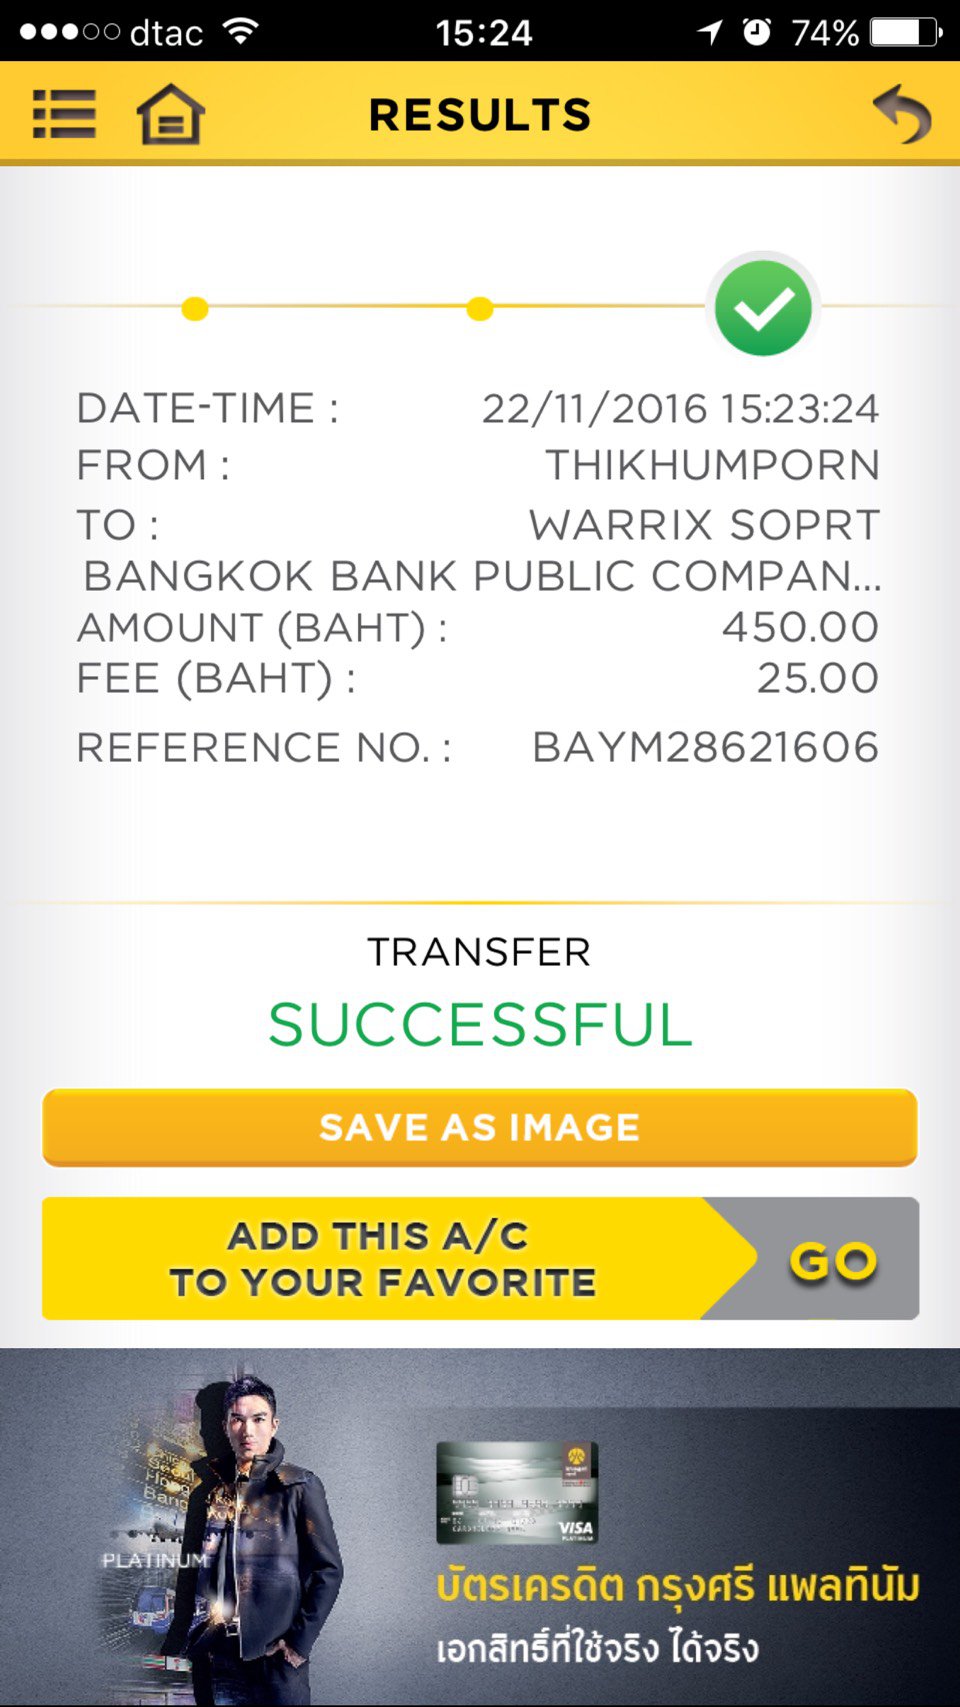 dtac 15:24 74%
RESULTS
DATE-TIME : 22/11/2016 15:23:24
FROM : THIKHUMPORN
TO : WARRIX SOPRT
BANGKOK BANK PUBLIC COMPAN...
AMOUNT (BAHT) : 450.00
FEE (BAHT) : 25.00
REFERENCE NO. : BAYM28621606
TRANSFER
SUCCESSFUL
SAVE AS IMAGE
ADD THIS A/C
TO YOUR FAVORITE
GO
Seoul
Hong
Bang
PLATINUM
VISA
PLATINUM
บัตรเครดิต กรุงศรี แพลทินัม
เอกสิทธิ์ที่ใช้จริง ได้จริง